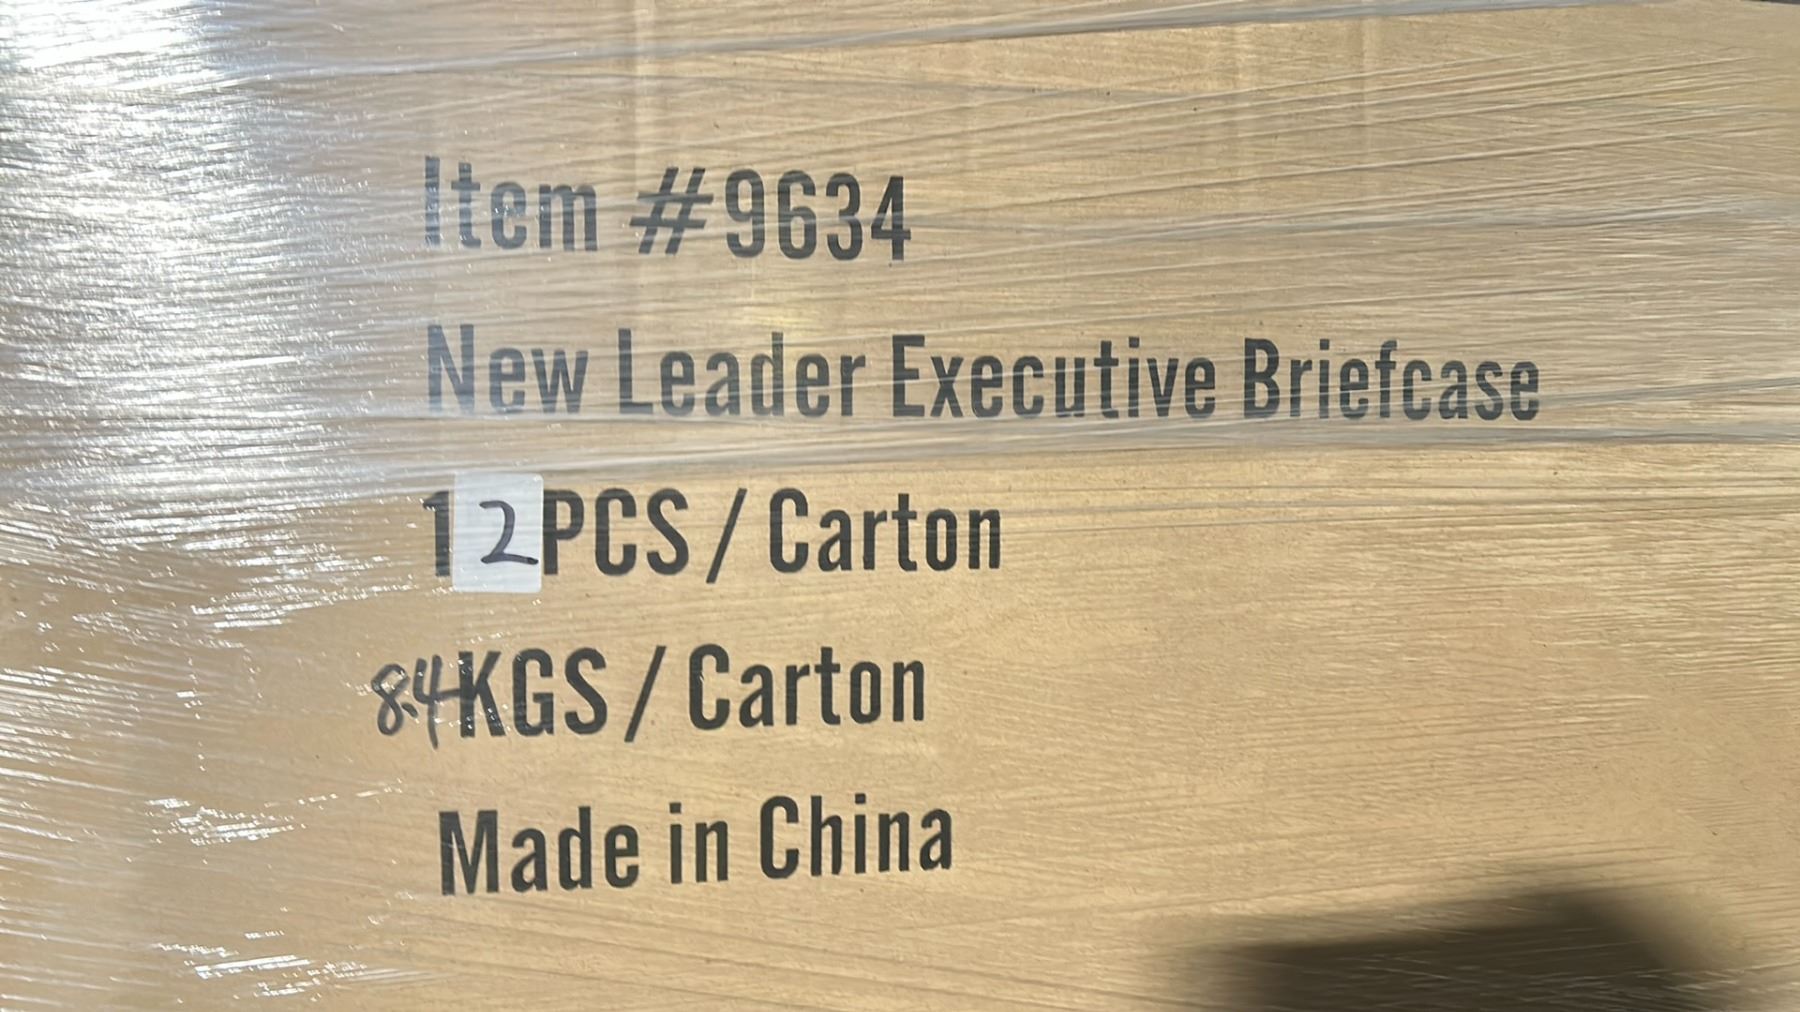 Item #9634
New Leader Executive Briefcase
12PCS / Carton
8.4KGS / Carton
Made in China